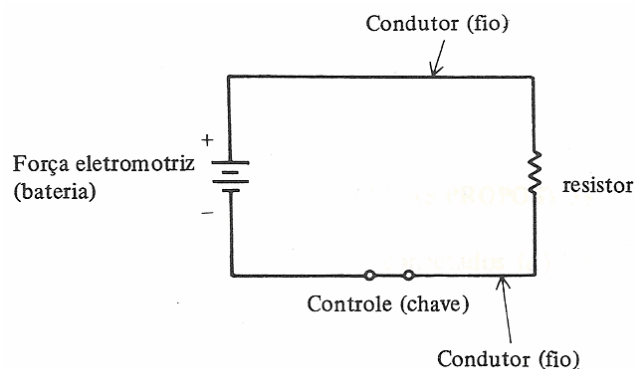 Condutor (fio)
+
Força eletromotriz
(bateria)
−
resistor
Controle (chave)
Condutor (fio)